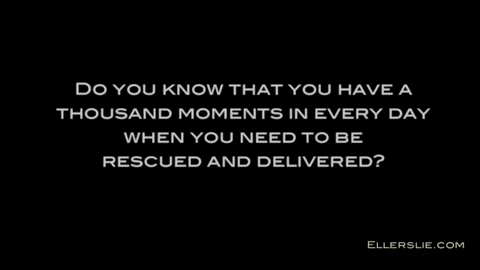 Do you know that you have a
thousand moments in every day
when you need to be
rescued and delivered?
Ellerslie.com